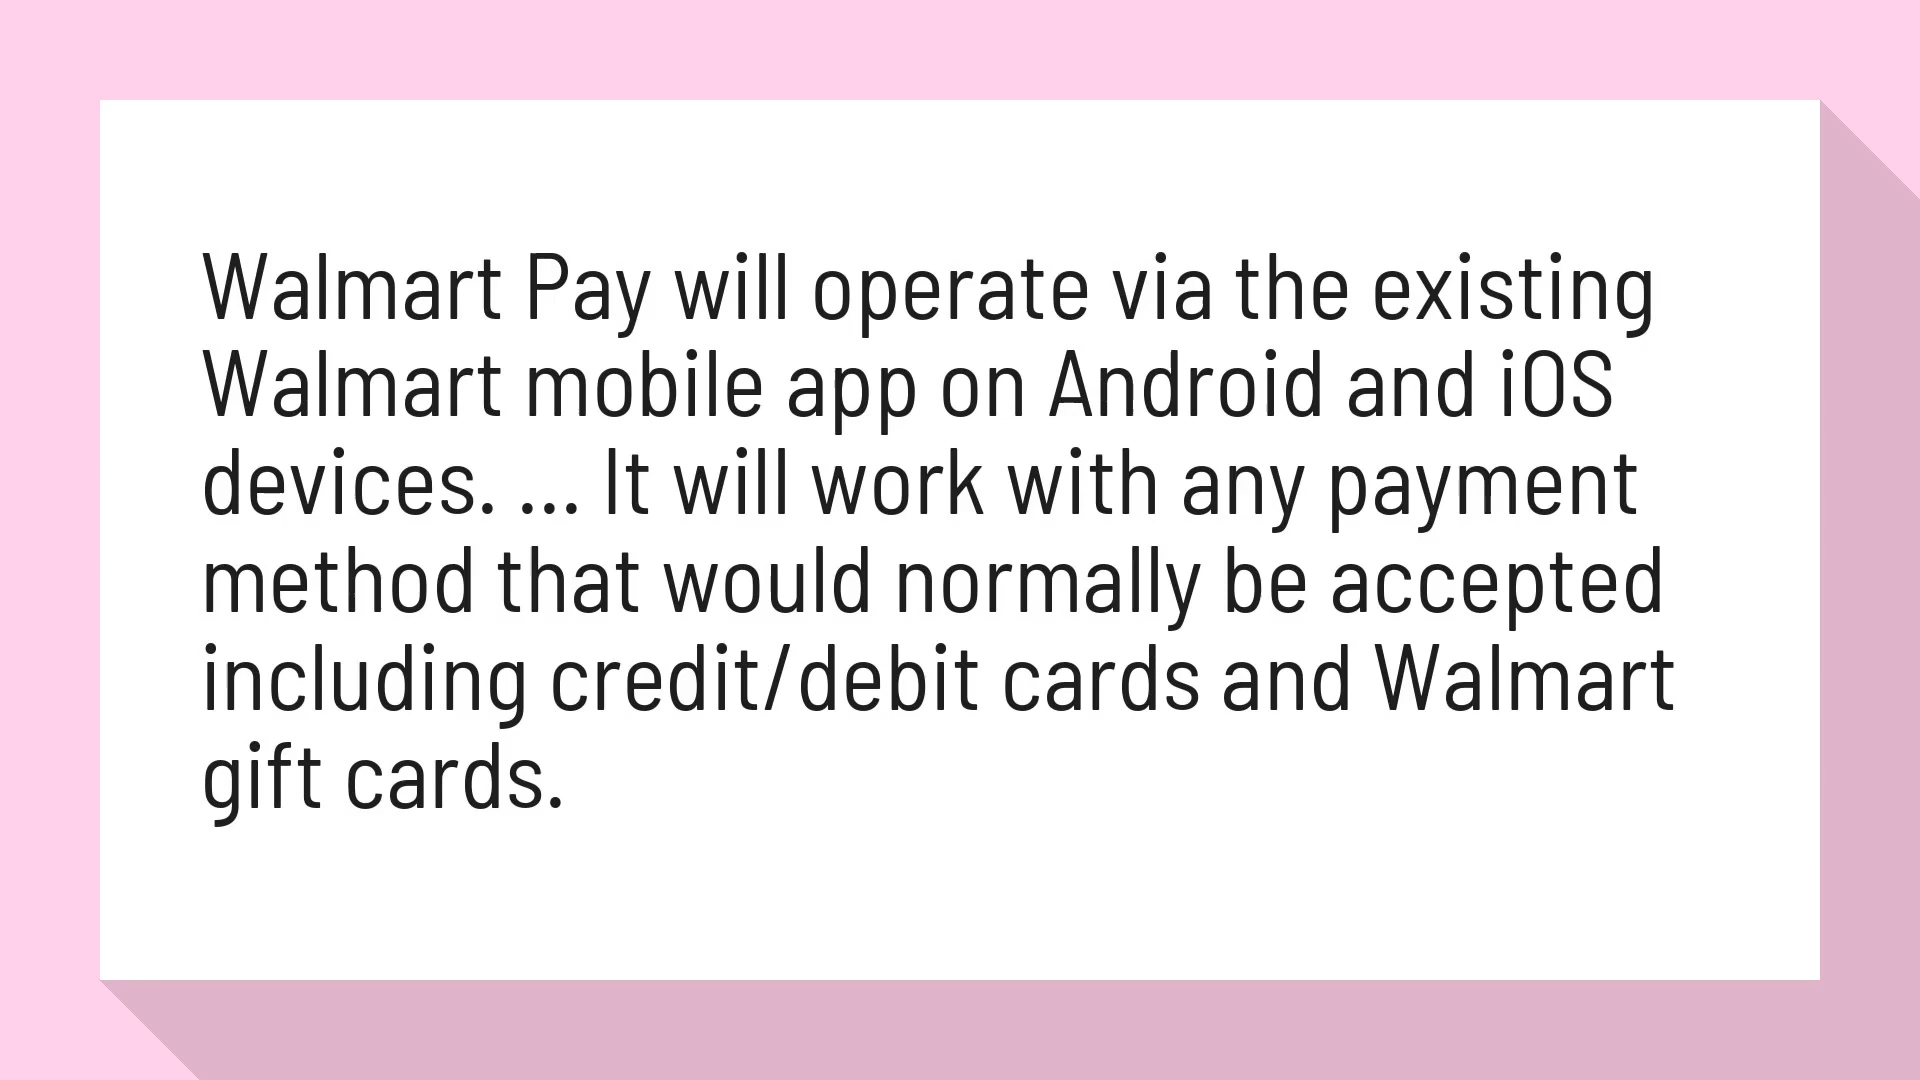 Walmart Pay will operate via the existing
Walmart mobile app on Android and iOS
devices. ... It will work with any payment
method that would normally be accepted
including credit/debit cards and Walmart
gift cards.